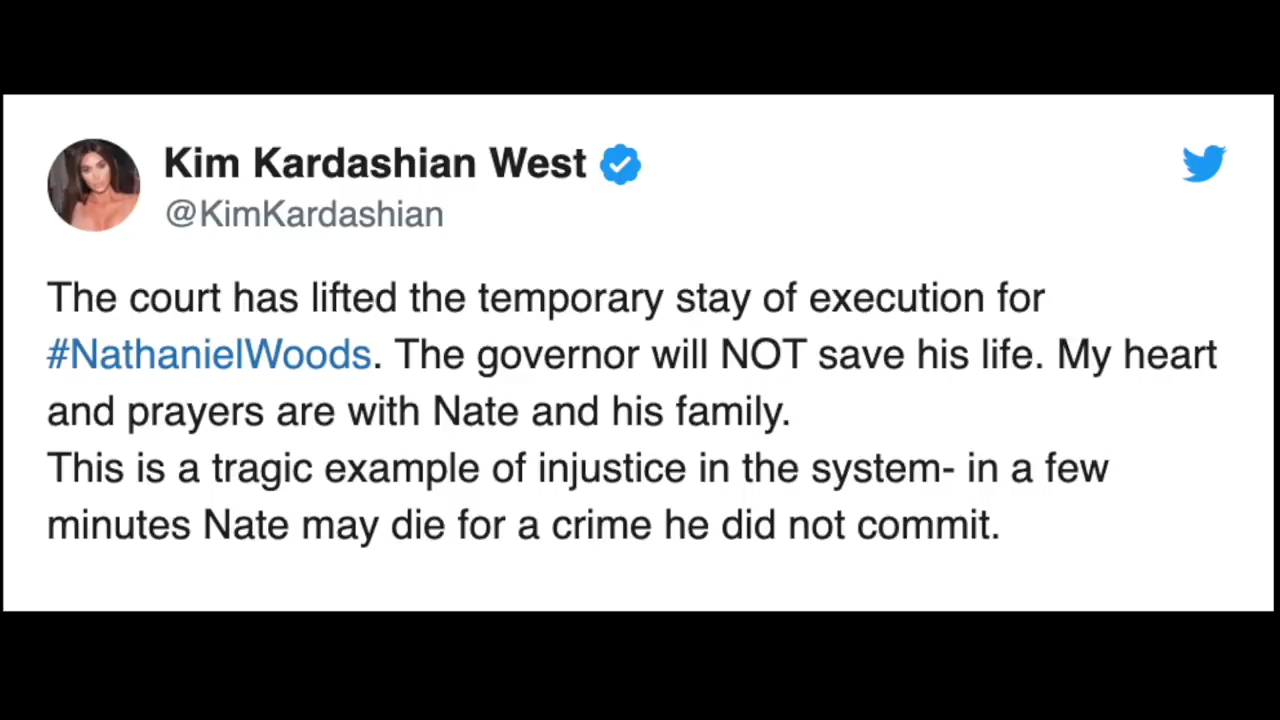 Kim Kardashian West
@KimKardashian
The court has lifted the temporary stay of execution for
#NathanielWoods. The governor will NOT save his life. My heart
and prayers are with Nate and his family.
This is a tragic example of injustice in the system- in a few
minutes Nate may die for a crime he did not commit.